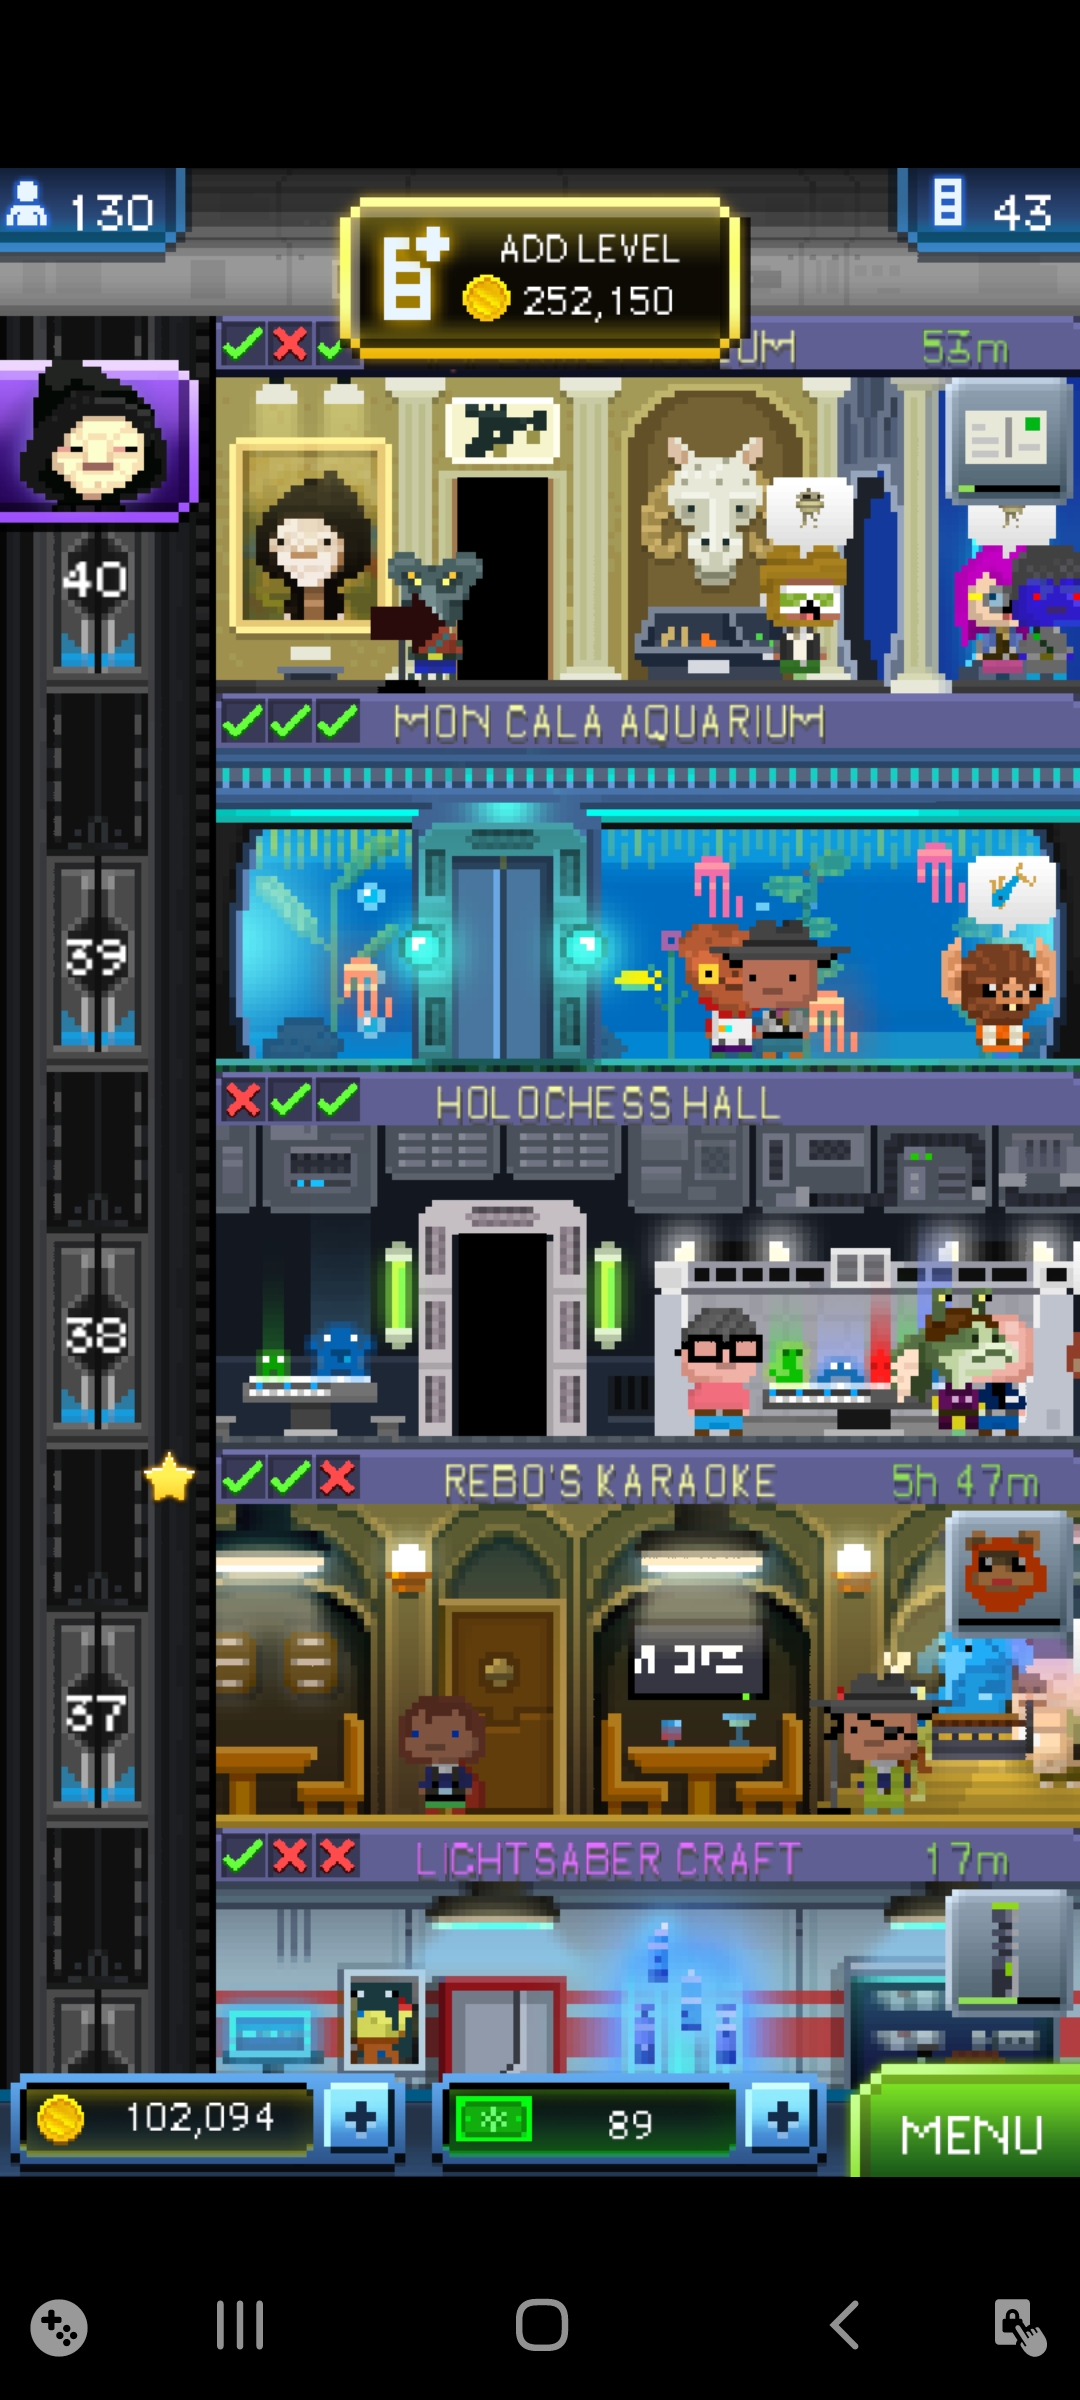 130
43
ADD LEVEL
252,150
UM
40
MON CALA AQUARIUM
39
HOLOCHESS HALL
38
REBO'S KARAOKE 5h 47m
37
LIGHTSABER CRAFT 17m
102,094
89
MENU